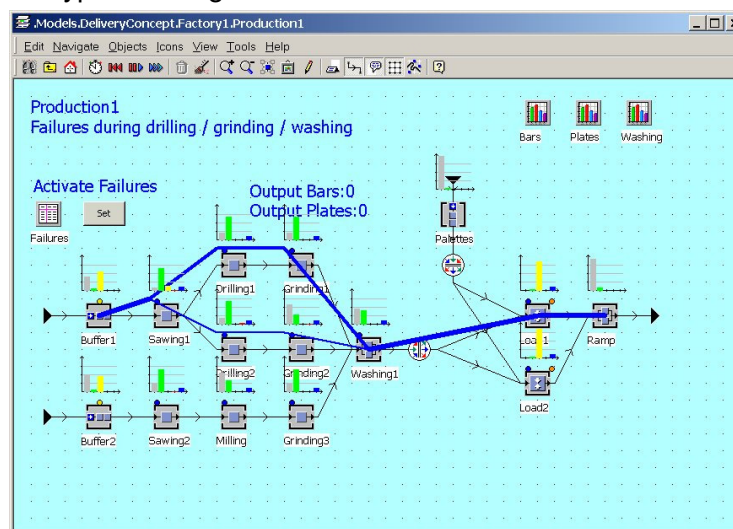 .Models.DeliveryConcept.Factory1.Production1
Edit Navigate Objects Icons View Tools Help
Production1
Failures during drilling / grinding / washing
Bars Plates Washing
Activate Failures
Output Bars:0
Output Plates:0
Set
Failures
Palettes
Drilling1 Grinding1
Buffer1 Sawing1 Load1 Ramp
Drilling2 Grinding2 Washing1
Load2
Buffer2 Sawing2 Milling Grinding3